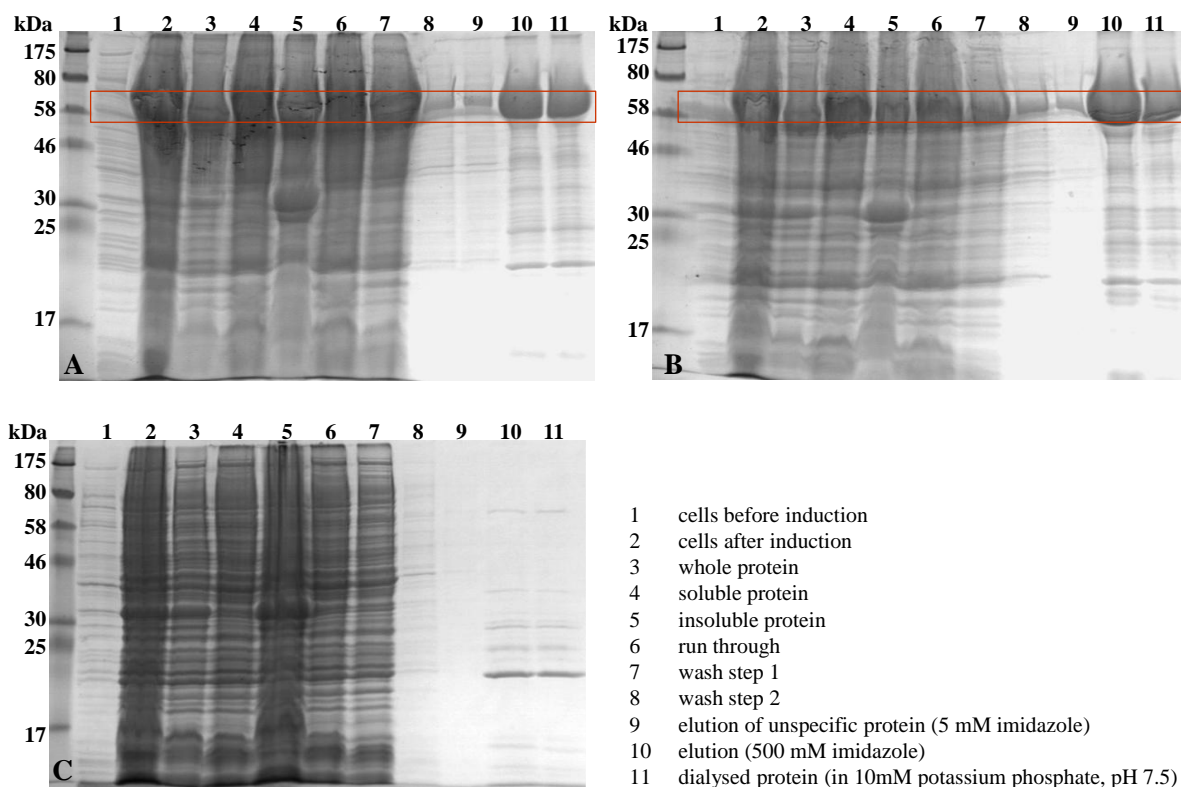 kDa 1 2 3 4 5 6 7 8 9 10 11
175
80
58
46
30
25
17
A
kDa 1 2 3 4 5 6 7 8 9 10 11
175
80
58
46
30
25
17
B
kDa 1 2 3 4 5 6 7 8 9 10 11
175
80
58
46
30
25
17
C
1 cells before induction
2 cells after induction
3 whole protein
4 soluble protein
5 insoluble protein
6 run through
7 wash step 1
8 wash step 2
9 elution of unspecific protein (5 mM imidazole)
10 elution (500 mM imidazole)
11 dialysed protein (in 10mM potassium phosphate, pH 7.5)